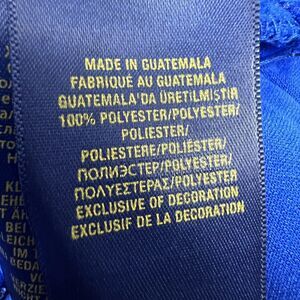 MADE IN GUATEMALA
FABRIQUÉ AU GUATEMALA
GUATEMALA'DA ÜRETİLMİŞTİR
100% POLYESTER/POLYESTER/
POLIESTER/
POLIESTERE/POLIÉSTER/
ПОЛИЭСТЕР/POLYESTER
ΠΟΛΥΕΣΤΕΡΑΣ/POLYESTER
EXCLUSIVE OF DECORATION
EXCLUSIF DE LA DECORATION